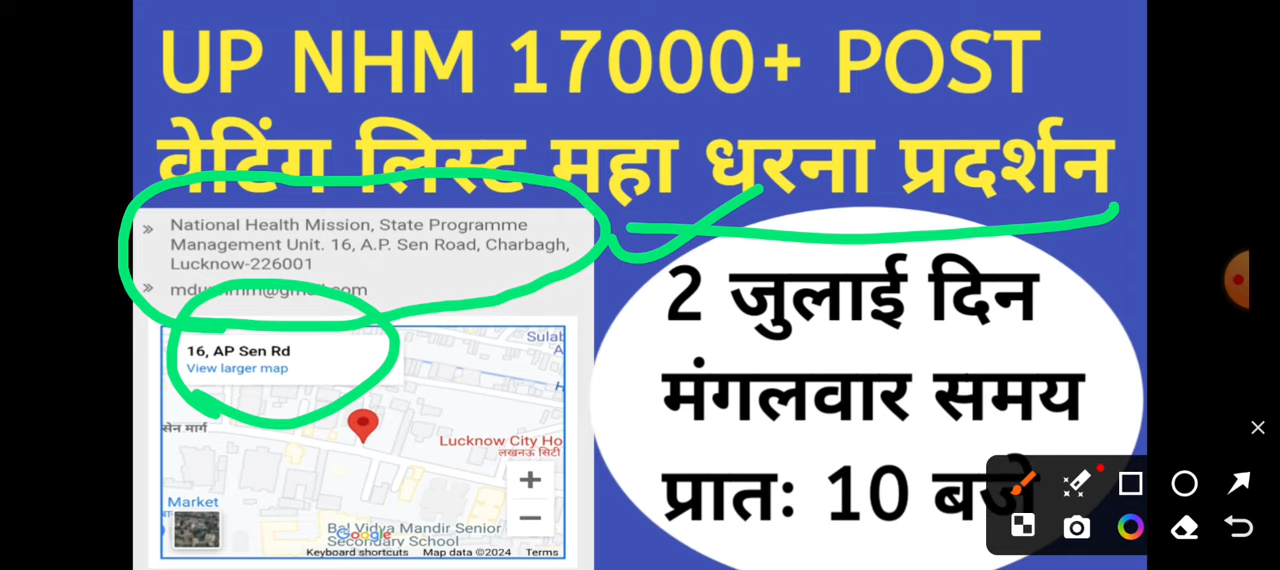 UP NHM 17000+ POST
वेटिंग लिस्ट महा धरना प्रदर्शन
» National Health Mission, State Programme
Management Unit. 16, A.P. Sen Road, Charbagh,
Lucknow-226001
»
16, AP Sen Rd
View larger map
Sulab
A
H
सेन मार्ग
Lucknow City Ho
लखनऊ सिटी
Market
Bal Vidya Mandir Senior
Secondary School
Google
Keyboard shortcuts Map data ©2024 Terms
2 जुलाई दिन
मंगलवार समय
प्रातः 10 बजे